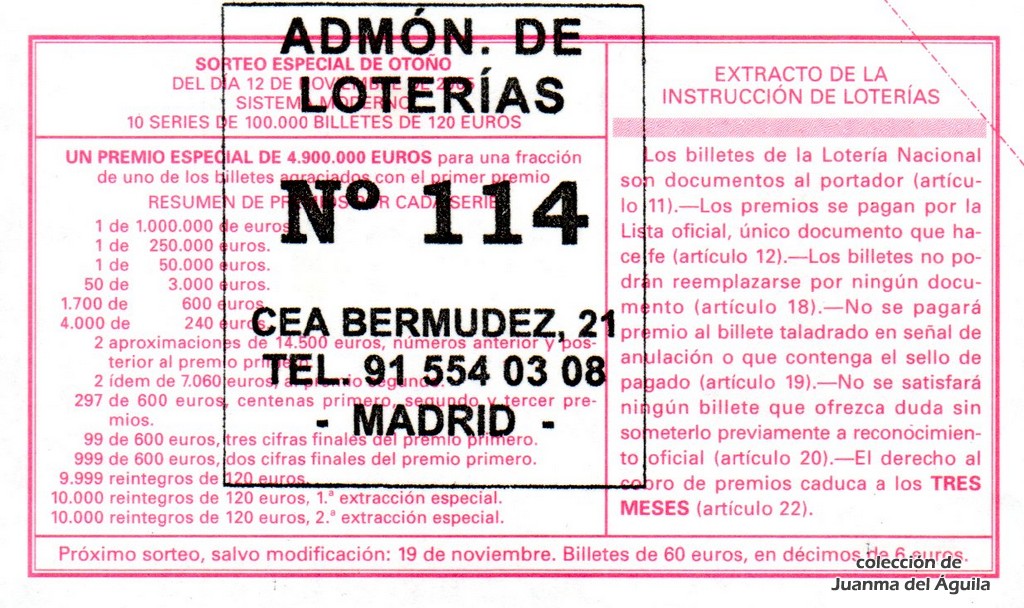 ADMÓN. DE
LOTERÍAS
Nº 114
CEA BERMUDEZ, 21
TEL. 91 554 03 08
- MADRID -
SORTEO ESPECIAL DE OTOÑO
DEL DÍA 12 DE NOVIEMBRE DE 2005
SISTEMA MODERNO
10 SERIES DE 100.000 BILLETES DE 120 EUROS
UN PREMIO ESPECIAL DE 4.900.000 EUROS para una fracción
de uno de los billetes agraciados con el primer premio
RESUMEN DE PREMIOS POR CADA SERIE
1 de 1.000.000 de euros.
1 de 250.000 euros.
1 de 50.000 euros.
50 de 3.000 euros.
1.700 de 600 euros.
4.000 de 240 euros.
2 aproximaciones de 14.500 euros, números anterior y pos-
terior al premio primero.
2 ídem de 7.060 euros, al premio segundo.
297 de 600 euros, centenas primero, segundo y tercer pre-
mios.
99 de 600 euros, tres cifras finales del premio primero.
999 de 600 euros, dos cifras finales del premio primero.
9.999 reintegros de 120 euros.
10.000 reintegros de 120 euros, 1.ª extracción especial.
10.000 reintegros de 120 euros, 2.ª extracción especial.
EXTRACTO DE LA
INSTRUCCIÓN DE LOTERÍAS
Los billetes de la Lotería Nacional
son documentos al portador (artícu-
lo 11).—Los premios se pagan por la
Lista oficial, único documento que ha-
ce fe (artículo 12).—Los billetes no po-
drán reemplazarse por ningún docu-
mento (artículo 18).—No se pagará
premio al billete taladrado en señal de
anulación o que contenga el sello de
pagado (artículo 19).—No se satisfará
ningún billete que ofrezca duda sin
someterlo previamente a reconocimien-
to oficial (artículo 20).—El derecho al
cobro de premios caduca a los TRES
MESES (artículo 22).
Próximo sorteo, salvo modificación: 19 de noviembre. Billetes de 60 euros, en décimos de 6 euros.
colección de
Juanma del Águila